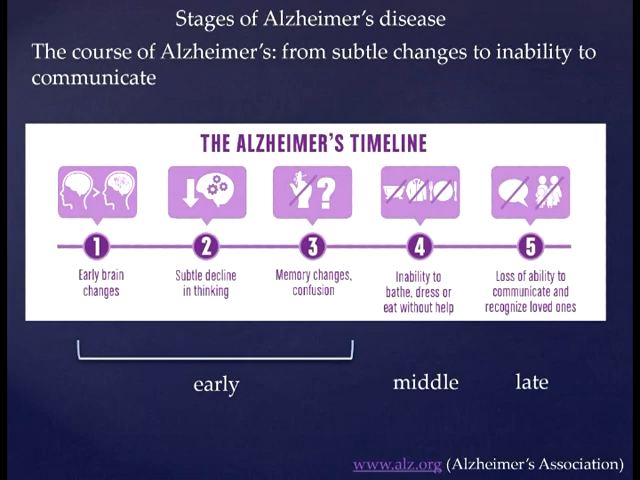 Stages of Alzheimer's disease
The course of Alzheimer's: from subtle changes to inability to
communicate
THE ALZHEIMER'S TIMELINE
>
?
1
2
3
4
5
Early brain
changes
Subtle decline
in thinking
Memory changes,
confusion
Inability to
bathe, dress or
eat without help
Loss of ability to
communicate and
recognize loved ones
early
middle
late
www.alz.org (Alzheimer's Association)